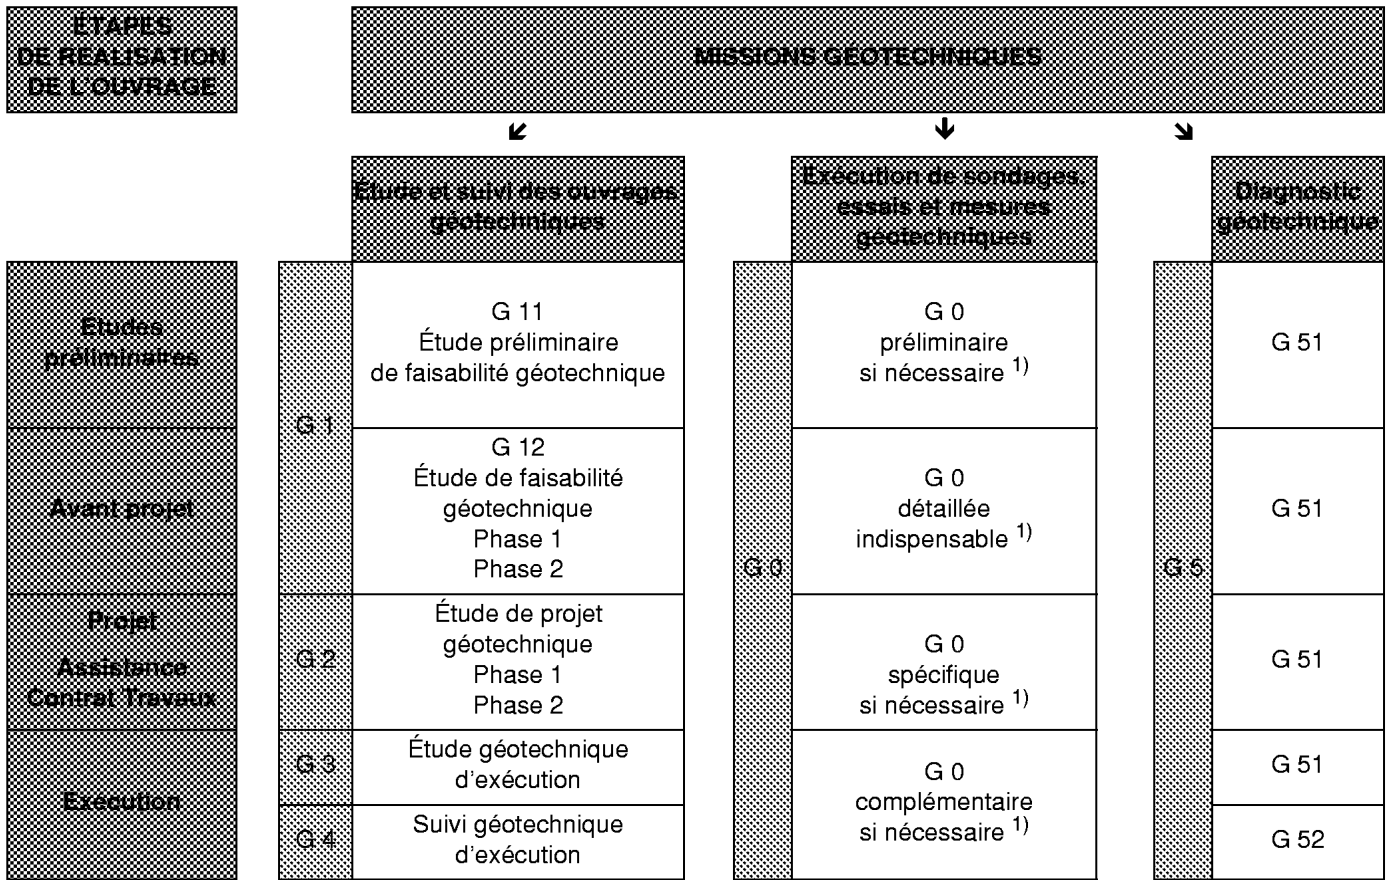 ÉTAPES
DE RÉALISATION
DE L'OUVRAGE
MISSIONS GÉOTECHNIQUES
Étude et suivi des ouvrages
géotechniques
Exécution de sondages,
essais et mesures
géotechniques
Diagnostic
géotechnique
Études
préliminaires
G 1
G 11
Étude préliminaire
de faisabilité géotechnique
G 0
G 0
préliminaire
si nécessaire 1)
G 5
G 51
Avant projet
G 12
Étude de faisabilité
géotechnique
Phase 1
Phase 2
G 0
détaillée
indispensable 1)
G 51
Projet
Assistance
Contrat Travaux
G 2
Étude de projet
géotechnique
Phase 1
Phase 2
G 0
spécifique
si nécessaire 1)
G 51
Exécution
G 3
Étude géotechnique
d'exécution
G 0
complémentaire
si nécessaire 1)
G 51
G 4
Suivi géotechnique
d'exécution
G 52